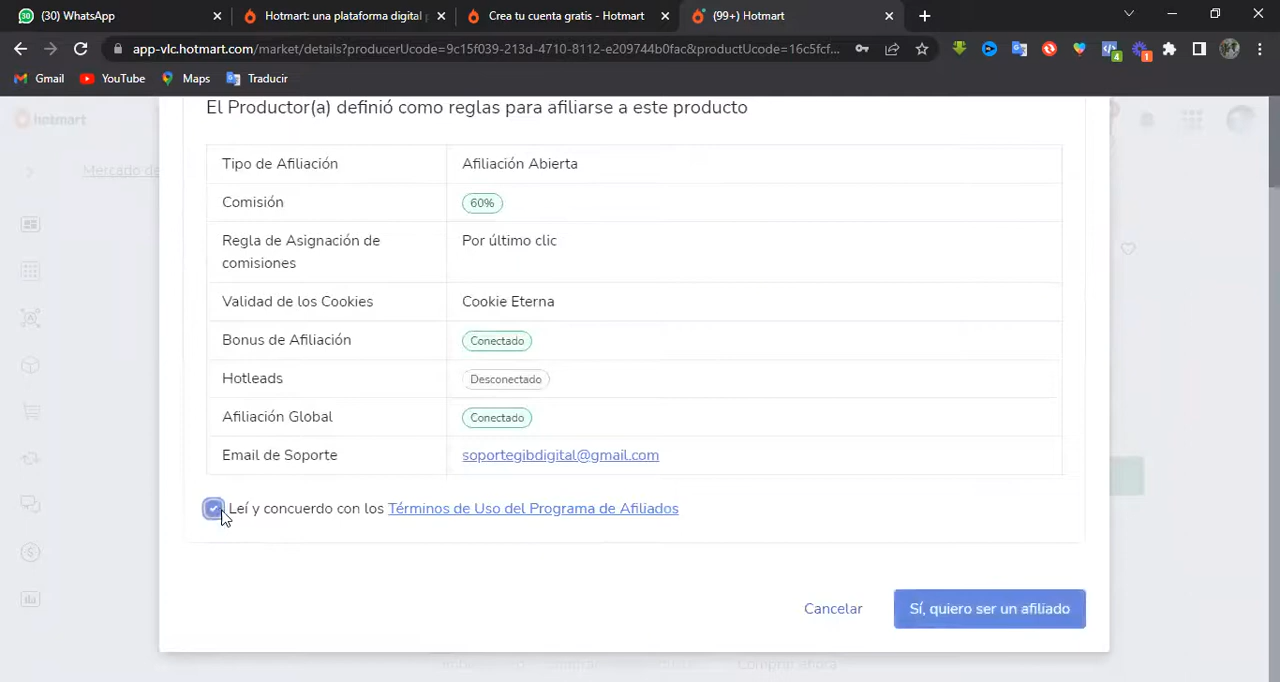 30
(30) WhatsApp
Hotmart: una plataforma digital
Crea tu cuenta gratis - Hotmart
(99+) Hotmart
app-vlc.hotmart.com/market/details?producerUcode=9c15f039-213d-4710-8112-e209744b0fac&productUcode=16c5fcf...
4
1
Gmail
YouTube
Maps
Traducir
hotmart
Mercado de
El Productor(a) definió como reglas para afiliarse a este producto
Tipo de Afiliación
Afiliación Abierta
Comisión
60%
Regla de Asignación de comisiones
Por último clic
Validad de los Cookies
Cookie Eterna
Bonus de Afiliación
Conectado
Hotleads
Desconectado
Afiliación Global
Conectado
Email de Soporte
soportegibdigital@gmail.com
Leí y concuerdo con los Términos de Uso del Programa de Afiliados
Cancelar
Sí, quiero ser un afiliado
Comprar ahora